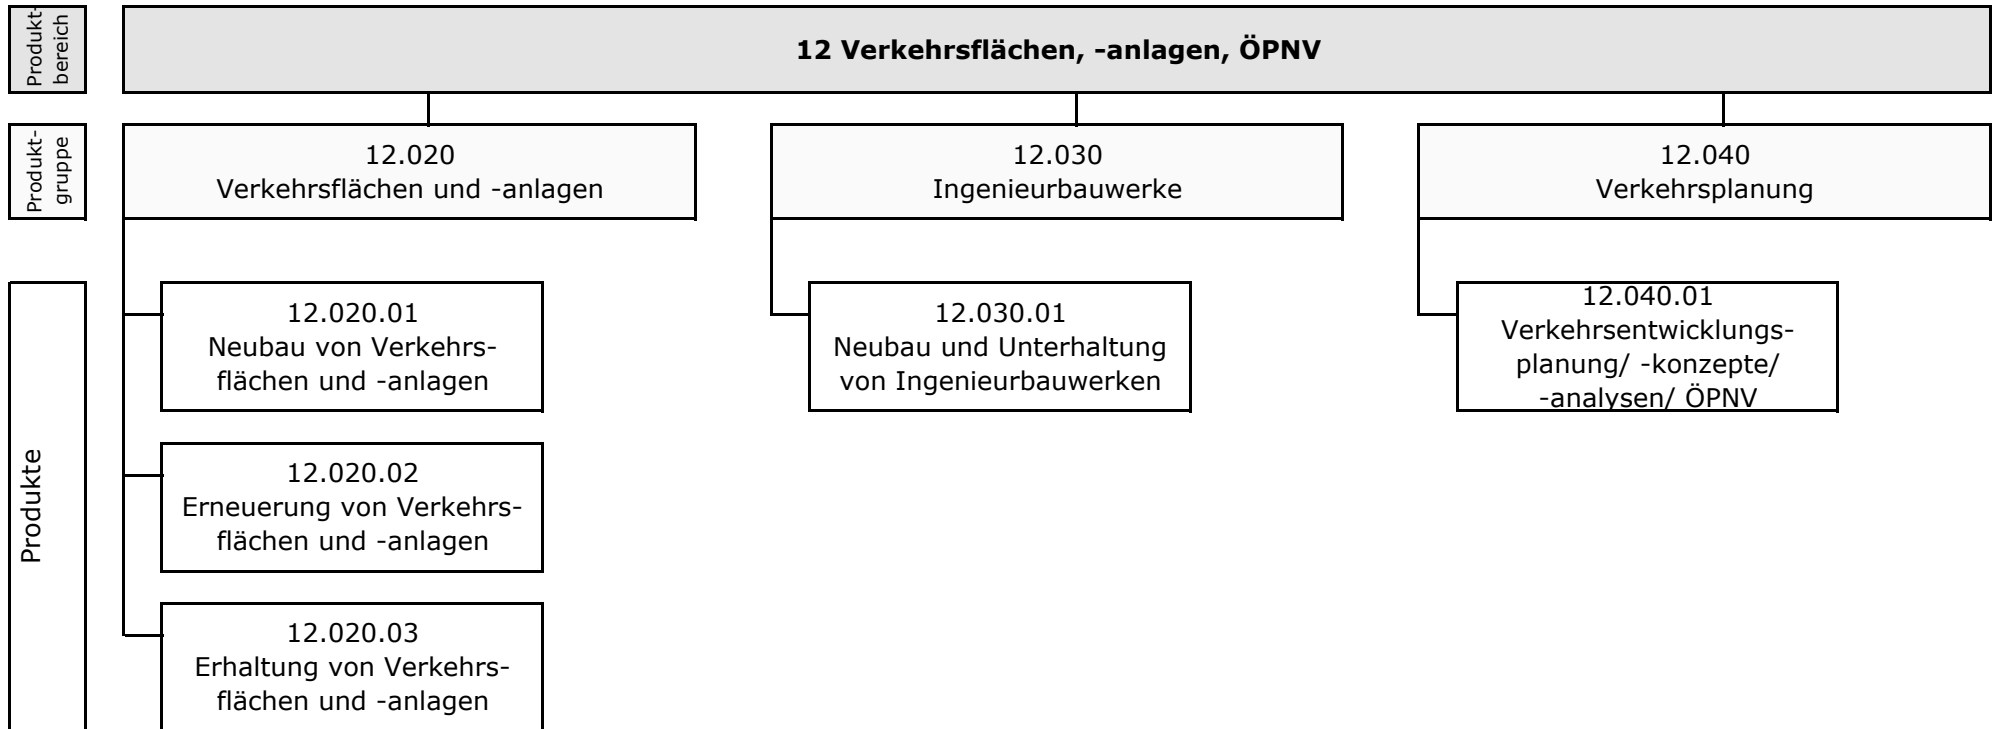 Produkt-
bereich
12 Verkehrsflächen, -anlagen, ÖPNV
Produkt-
gruppe
12.020
Verkehrsflächen und -anlagen
12.030
Ingenieurbauwerke
12.040
Verkehrsplanung
Produkte
12.020.01
Neubau von Verkehrs-
flächen und -anlagen
12.030.01
Neubau und Unterhaltung
von Ingenieurbauwerken
12.040.01
Verkehrsentwicklungs-
planung/ -konzepte/
-analysen/ ÖPNV
12.020.02
Erneuerung von Verkehrs-
flächen und -anlagen
12.020.03
Erhaltung von Verkehrs-
flächen und -anlagen